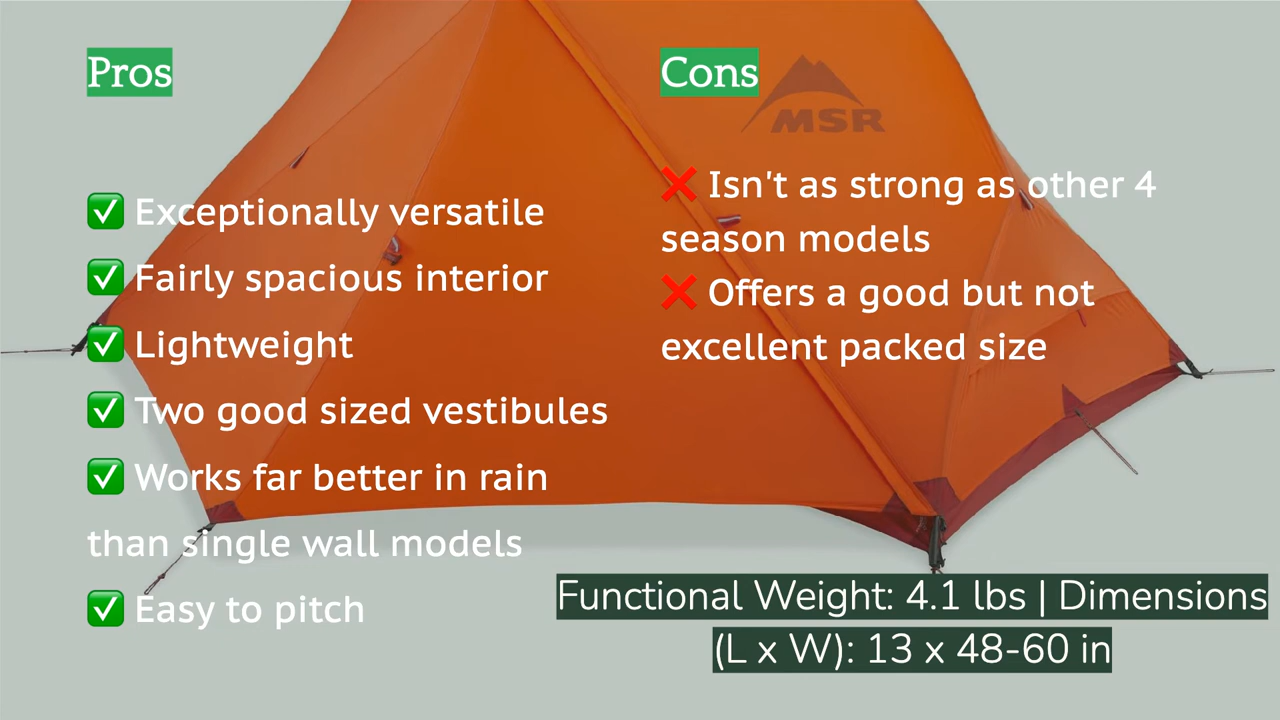 Pros
✅ Exceptionally versatile
✅ Fairly spacious interior
✅ Lightweight
✅ Two good sized vestibules
✅ Works far better in rain
than single wall models
✅ Easy to pitch
Cons
MSR
❌ Isn't as strong as other 4
season models
❌ Offers a good but not
excellent packed size
Functional Weight: 4.1 lbs | Dimensions
(L x W): 13 x 48-60 in